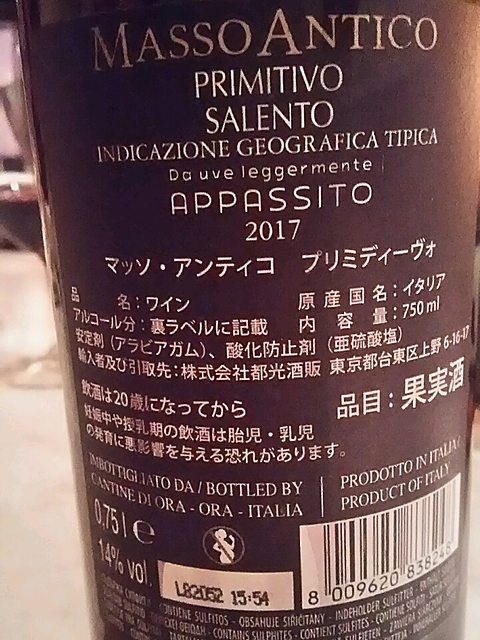 MASSO ANTICO
PRIMITIVO
SALENTO
INDICAZIONE GEOGRAFICA TIPICA
Da uve leggermente
APPASSITO
2017
マッソ・アンティコ プリミディーヴォ
品 名:ワイン 原産国名:イタリア
アルコール分:裏ラベルに記載 内容量:750ml
安定剤(アラビアガム)、酸化防止剤(亜硫酸塩)
輸入者及び引取先:株式会社都光酒販 東京都台東区上野6-16-17
飲酒は20歳になってから
品目:果実酒
妊娠中や授乳期の飲酒は胎児・乳児
の発育に悪影響を与える恐れがあります。
IMBOTTIGLIATO DA / BOTTLED BY
CANTINE DI ORA - ORA - ITALIA
PRODOTTO IN ITALIA/
PRODUCT OF ITALY
0,75 l e
14% vol.
L82052 15:54
8 009620 838248
CONTIENE SULFITOS - OBSAHUJE SIŘIČITANY - INDEHOLDER SULFITTER
CONTAINS SULPHITES - CONTIENT SULFITES